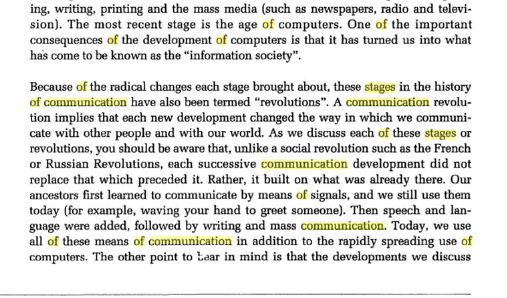 ing, writing, printing and the mass media (such as newspapers, radio and televi-
sion). The most recent stage is the age of computers. One of the important
consequences of the development of computers is that it has turned us into what
has come to be known as the "information society".
Because of the radical changes each stage brought about, these stages in the history
of communication have also been termed "revolutions". A communication revolu-
tion implies that each new development changed the way in which we communi-
cate with other people and with our world. As we discuss each of these stages or
revolutions, you should be aware that, unlike a social revolution such as the French
or Russian Revolutions, each successive communication development did not
replace that which preceded it. Rather, it built on what was already there. Our
ancestors first learned to communicate by means of signals, and we still use them
today (for example, waving your hand to greet someone). Then speech and lan-
guage were added, followed by writing and mass communication. Today, we use
all of these means of communication in addition to the rapidly spreading use of
computers. The other point to bear in mind is that the developments we discuss